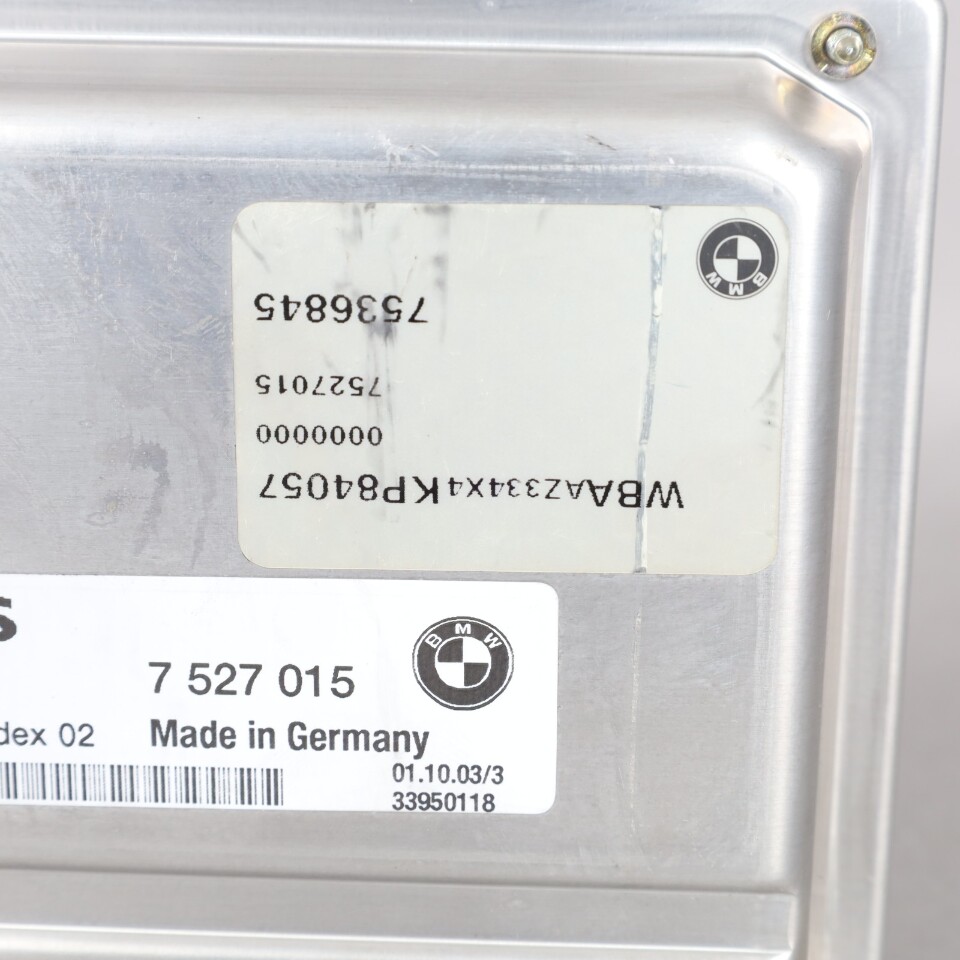 WBAAZ334X4KP84057
0000000
7527015
7536845
BMW
S
7 527 015
BMW
dex 02 Made in Germany
01.10.03/3
33950118